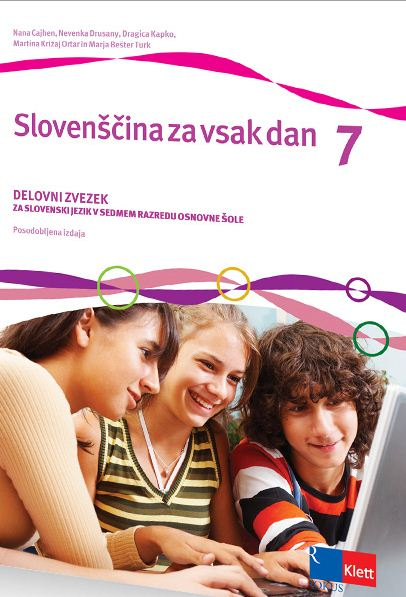 Nana Cajhen, Nevenka Drusany, Dragica Kapko,
Martina Križaj Ortar in Marja Bešter Turk
Slovenščina za vsak dan 7
DELOVNI ZVEZEK
ZA SLOVENSKI JEZIK V SEDMEM RAZREDU OSNOVNE ŠOLE
Posodobljena izdaja
R
Klett
ROKUS